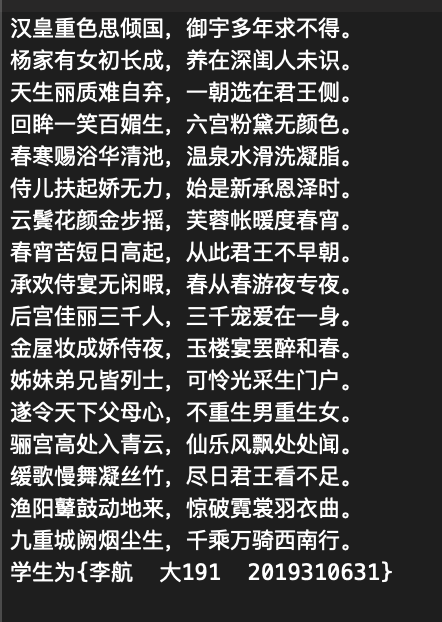 汉皇重色思倾国，御宇多年求不得。
杨家有女初长成，养在深闺人未识。
天生丽质难自弃，一朝选在君王侧。
回眸一笑百媚生，六宫粉黛无颜色。
春寒赐浴华清池，温泉水滑洗凝脂。
侍儿扶起娇无力，始是新承恩泽时。
云鬓花颜金步摇，芙蓉帐暖度春宵。
春宵苦短日高起，从此君王不早朝。
承欢侍宴无闲暇，春从春游夜专夜。
后宫佳丽三千人，三千宠爱在一身。
金屋妆成娇侍夜，玉楼宴罢醉和春。
姊妹弟兄皆列士，可怜光采生门户。
遂令天下父母心，不重生男重生女。
骊宫高处入青云，仙乐风飘处处闻。
缓歌慢舞凝丝竹，尽日君王看不足。
渔阳鼙鼓动地来，惊破霓裳羽衣曲。
九重城阙烟尘生，千乘万骑西南行。
学生为{李航  大191  2019310631}